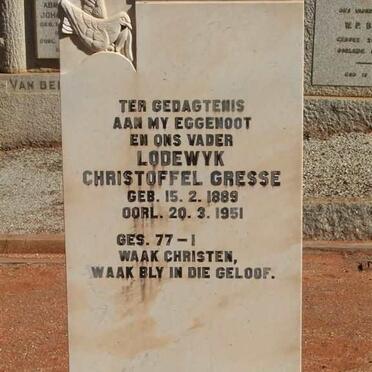 TER GEDAGTENIS
AAN MY EGGENOOT
EN ONS VADER
LODEWYK
CHRISTOFFEL GRESSE
GEB. 15. 2. 1889
OORL. 20. 3. 1951
GES. 77-1
WAAK CHRISTEN,
WAAK BLY IN DIE GELOOF.
VAN
W.P.